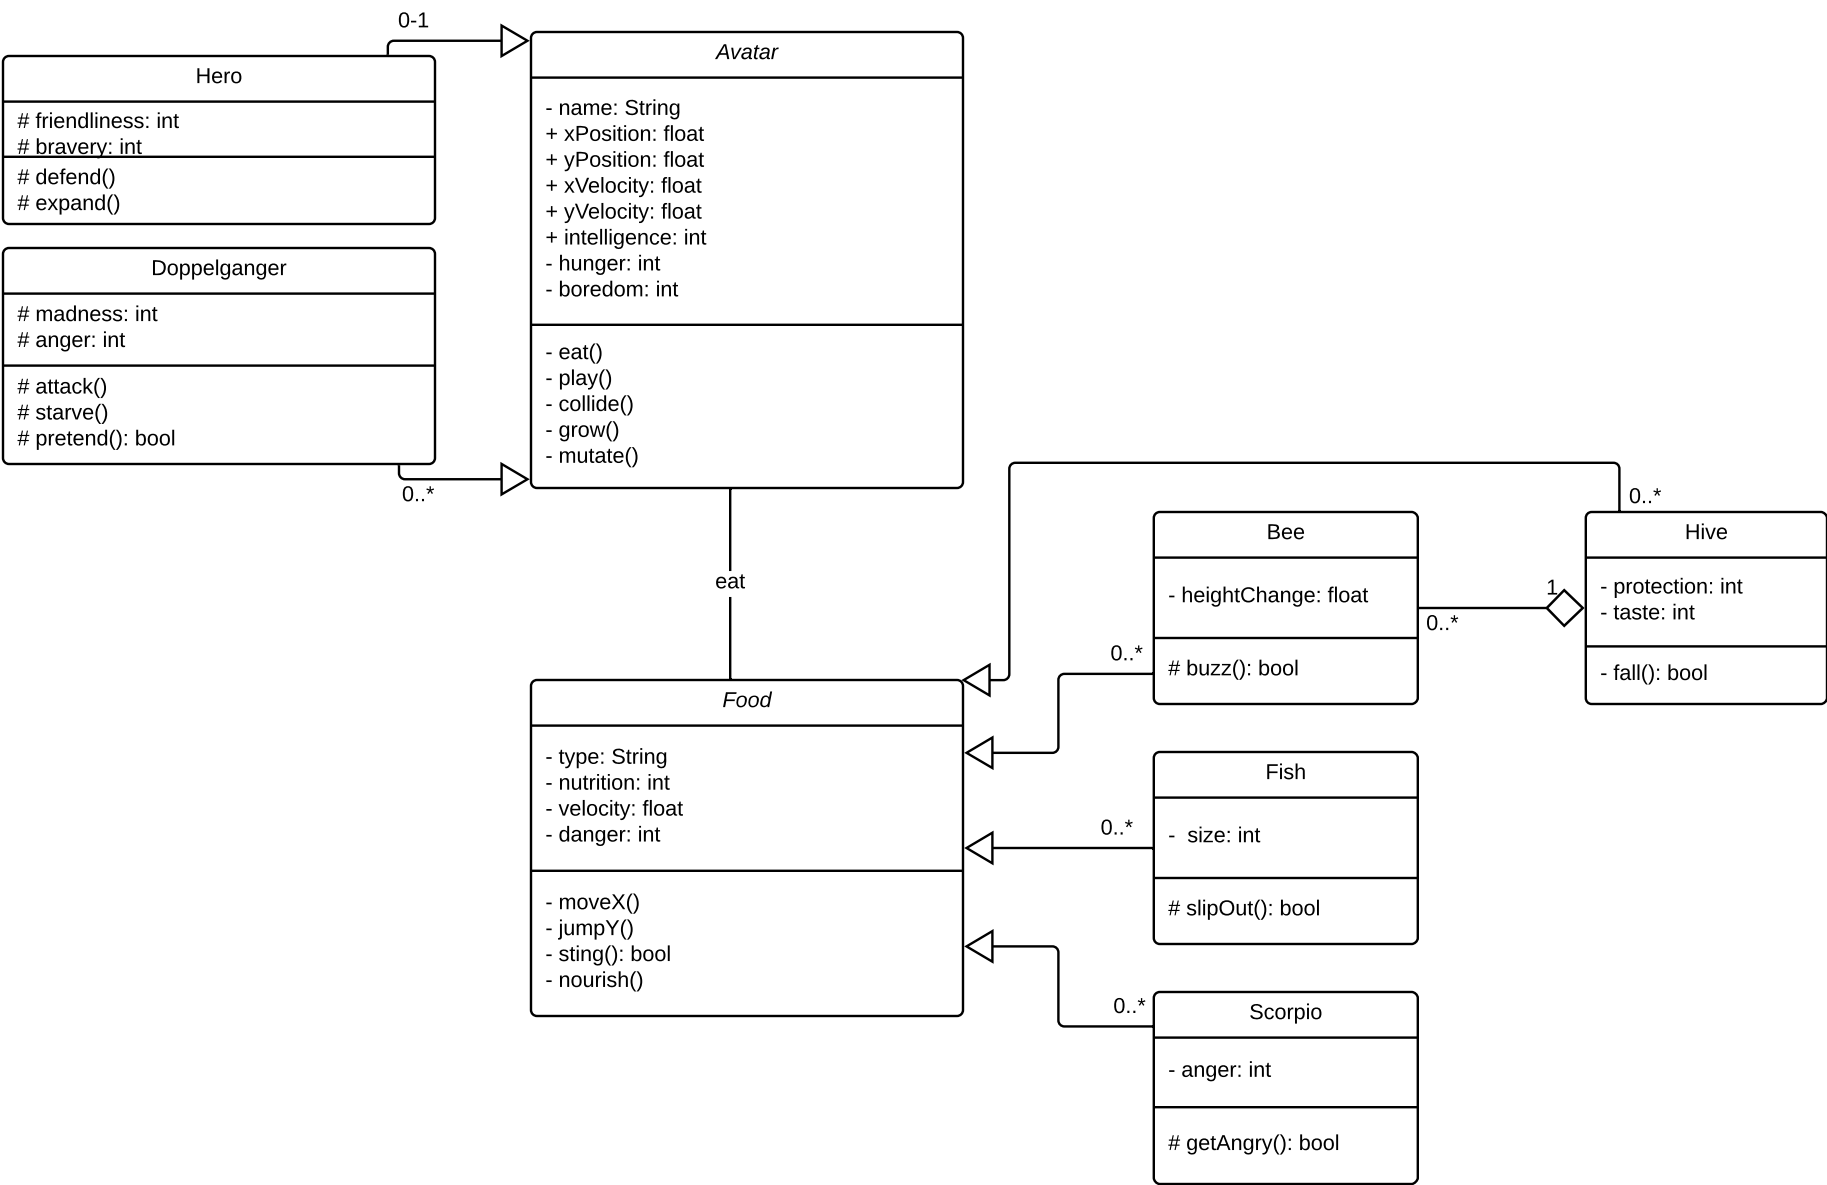 0-1
Hero
# friendliness: int
# bravery: int
# defend()
# expand()
Doppelganger
# madness: int
# anger: int
# attack()
# starve()
# pretend(): bool
0..*
Avatar
- name: String
+ xPosition: float
+ yPosition: float
+ xVelocity: float
+ yVelocity: float
+ intelligence: int
- hunger: int
- boredom: int
- eat()
- play()
- collide()
- grow()
- mutate()
eat
Food
- type: String
- nutrition: int
- velocity: float
- danger: int
- moveX()
- jumpY()
- sting(): bool
- nourish()
0..*
Bee
- heightChange: float
# buzz(): bool
0..*
1
0..*
Hive
- protection: int
- taste: int
- fall(): bool
0..*
Fish
-  size: int
# slipOut(): bool
0..*
Scorpio
- anger: int
# getAngry(): bool